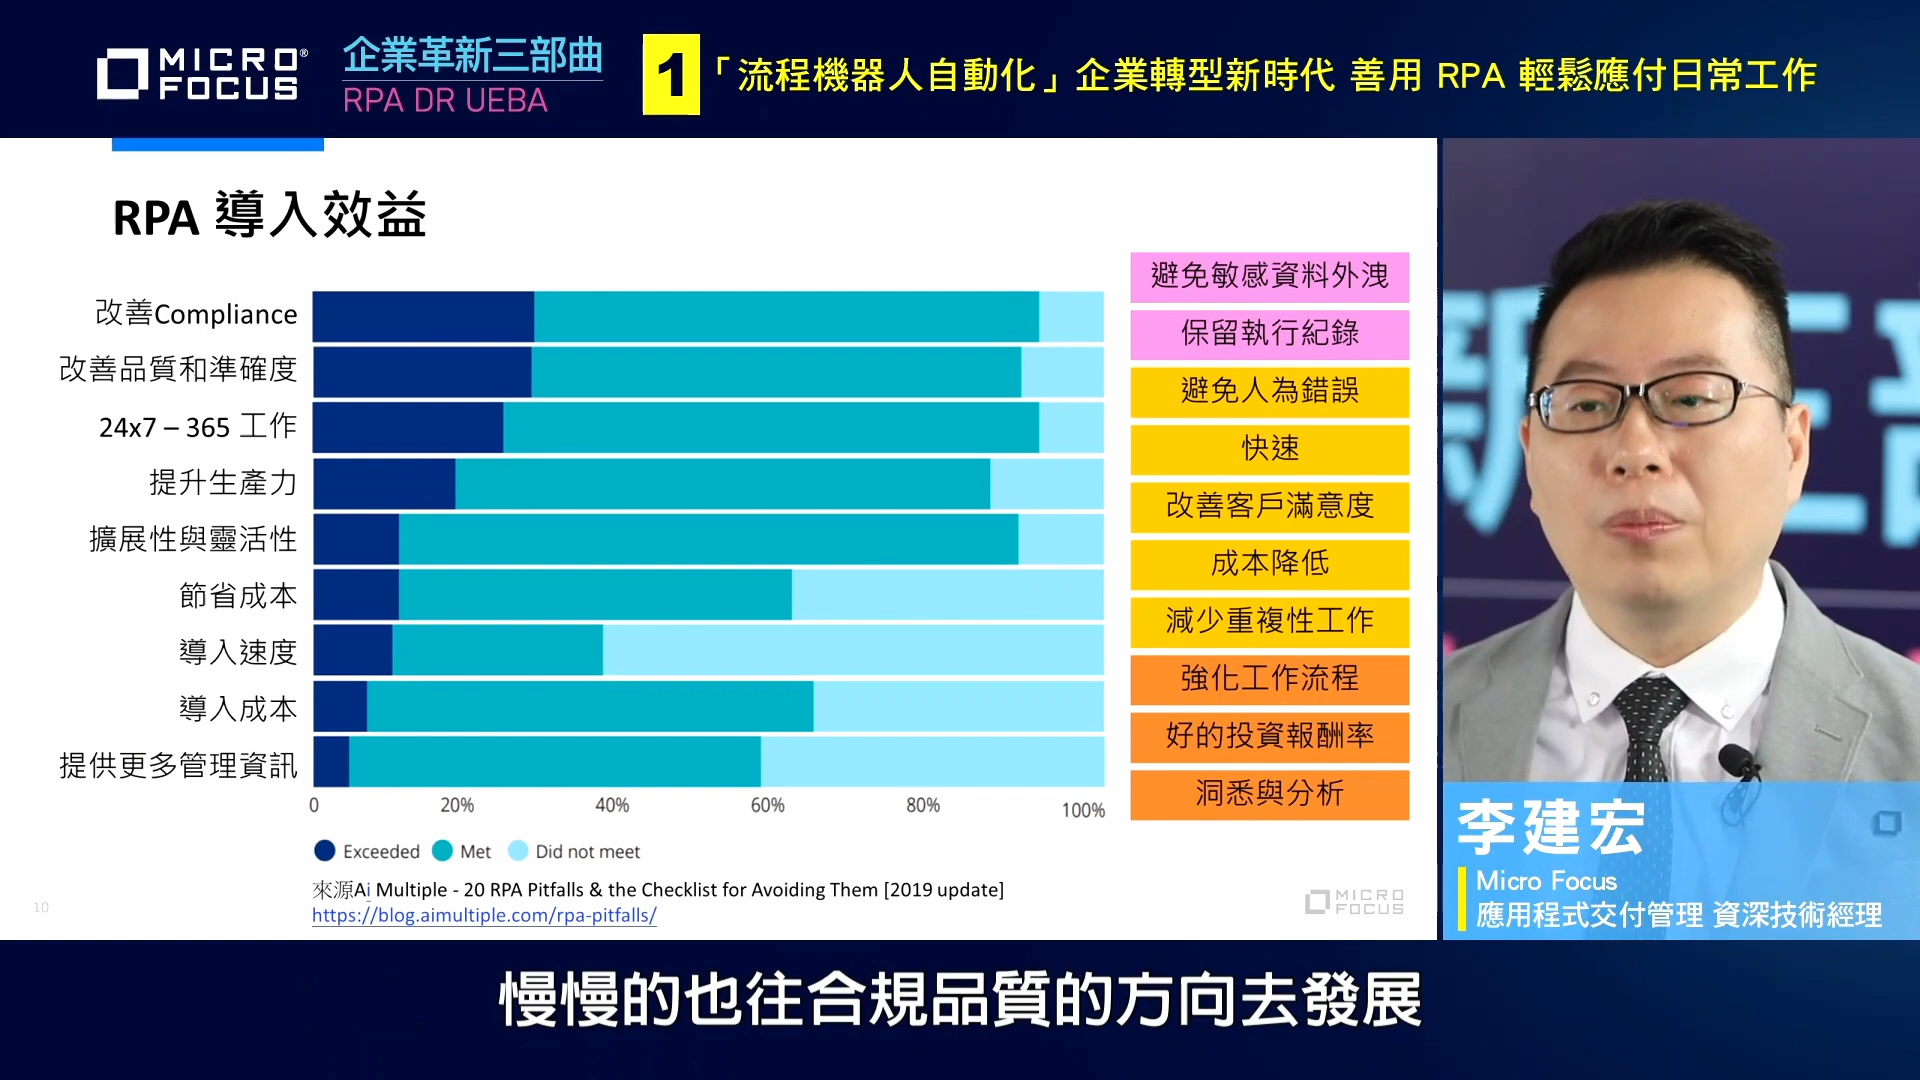 MICRO FOCUS®
企業革新三部曲
RPA DR UEBA
1「流程機器人自動化」企業轉型新時代 善用 RPA 輕鬆應付日常工作
RPA 導入效益
改善Compliance
改善品質和準確度
24x7 – 365 工作
提升生產力
擴展性與靈活性
節省成本
導入速度
導入成本
提供更多管理資訊
0 20% 40% 60% 80% 100%
Exceeded Met Did not meet
避免敏感資料外洩
保留執行紀錄
避免人為錯誤
快速
改善客戶滿意度
成本降低
減少重複性工作
強化工作流程
好的投資報酬率
洞悉與分析
來源Ai Multiple - 20 RPA Pitfalls & the Checklist for Avoiding Them [2019 update]
https://blog.aimultiple.com/rpa-pitfalls/
10
MICRO FOCUS
李建宏
Micro Focus
應用程式交付管理 資深技術經理
慢慢的也往合規品質的方向去發展